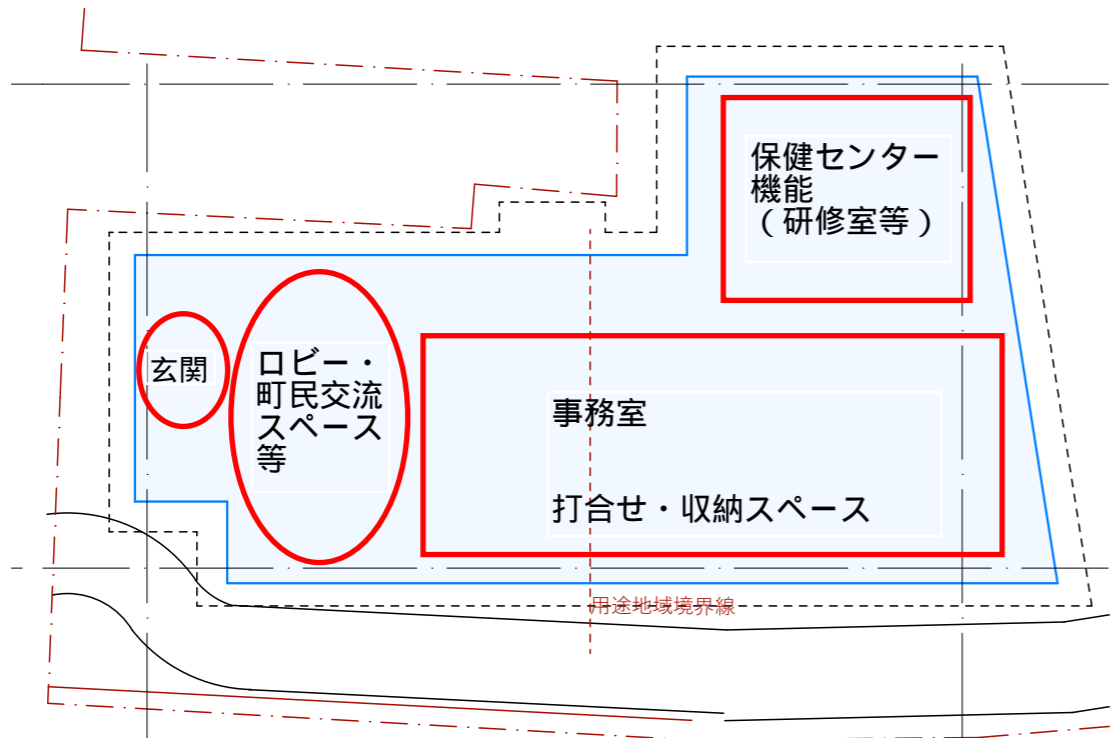 保健センター
機能
（研修室等）
玄関
ロビー・
町民交流
スペース
等
事務室
打合せ・収納スペース
用途地域境界線